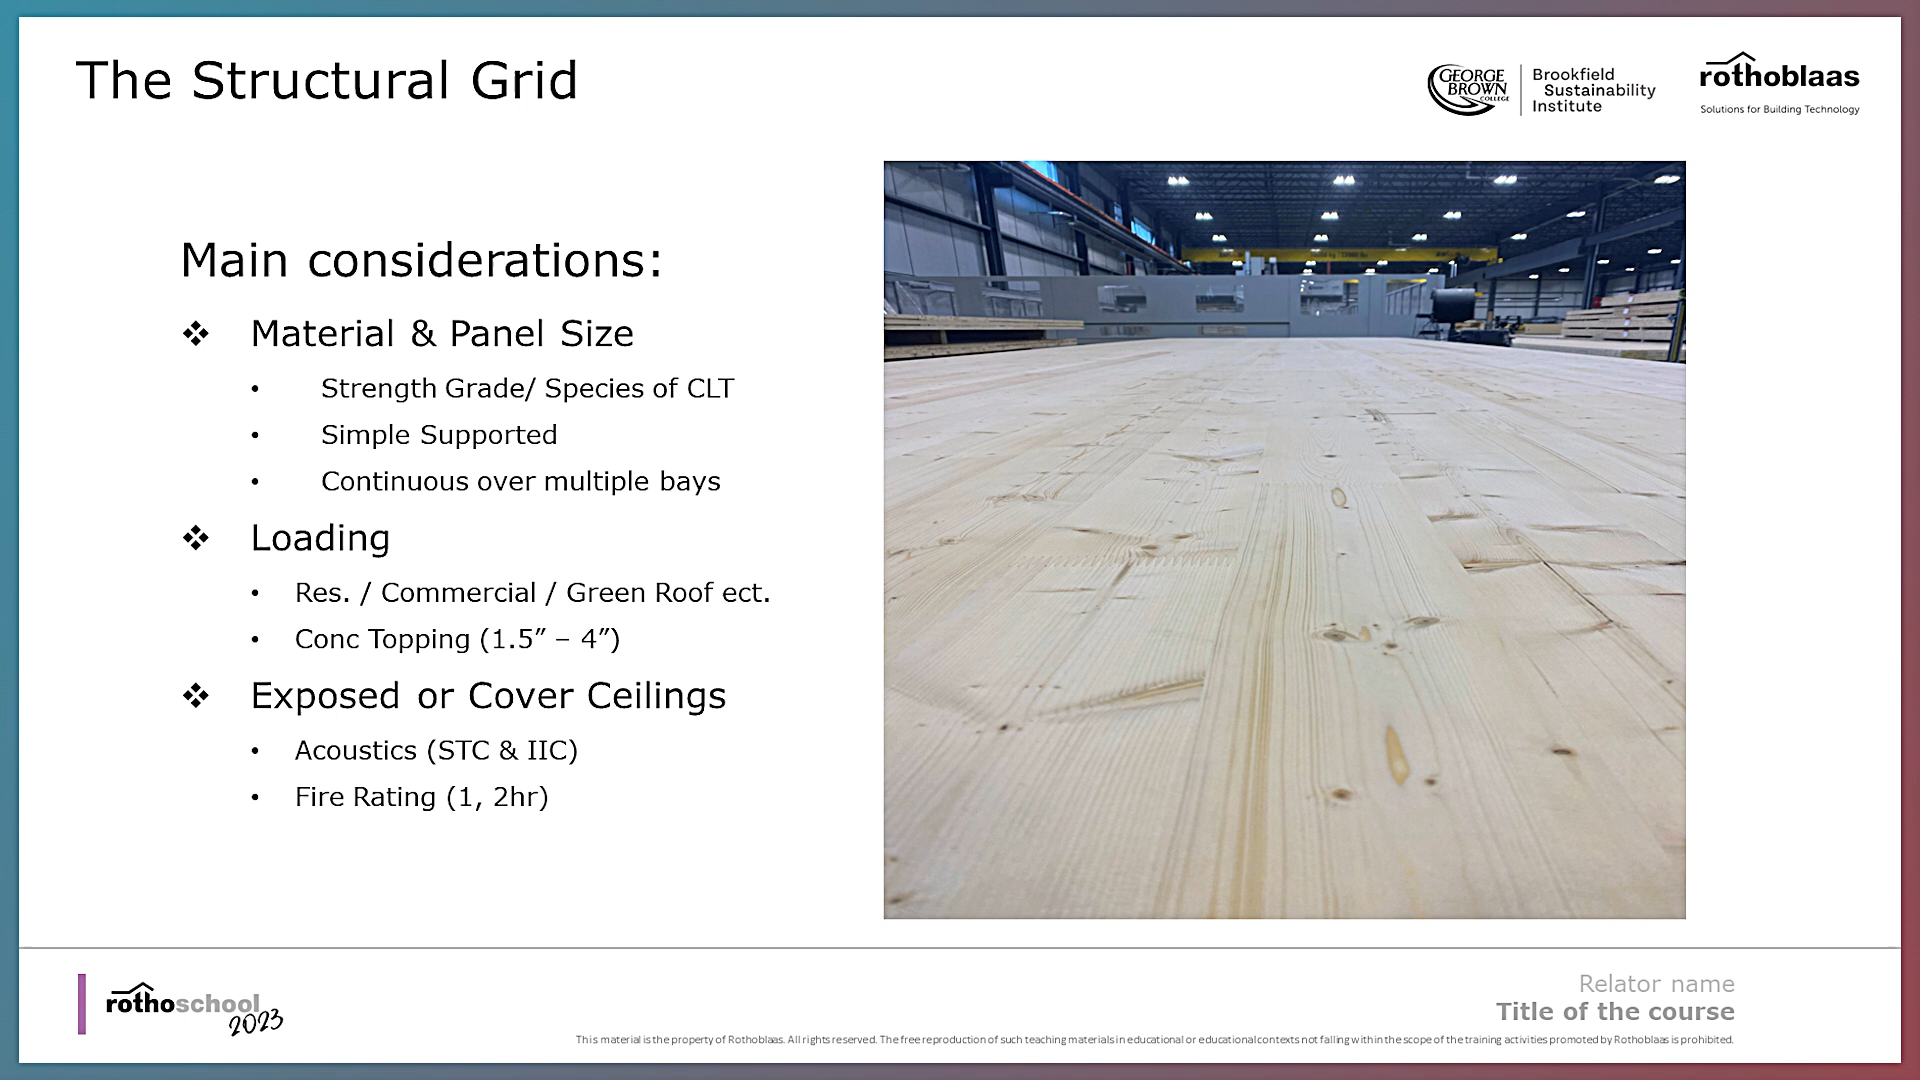 The Structural Grid
GEORGE
BROWN
COLLEGE
Brookfield
Sustainability
Institute
rothoblaas
Solutions for Building Technology
Main considerations:
❖ Material & Panel Size
• Strength Grade/ Species of CLT
• Simple Supported
• Continuous over multiple bays
❖ Loading
• Res. / Commercial / Green Roof ect.
• Conc Topping (1.5” – 4”)
❖ Exposed or Cover Ceilings
• Acoustics (STC & IIC)
• Fire Rating (1, 2hr)
rothoschool
2023
Relator name
Title of the course
This material is the property of Rothoblaas. All rights reserved. The free reproduction of such teaching materials in educational or educational contexts not falling within the scope of the training activities promoted by Rothoblaas is prohibited.